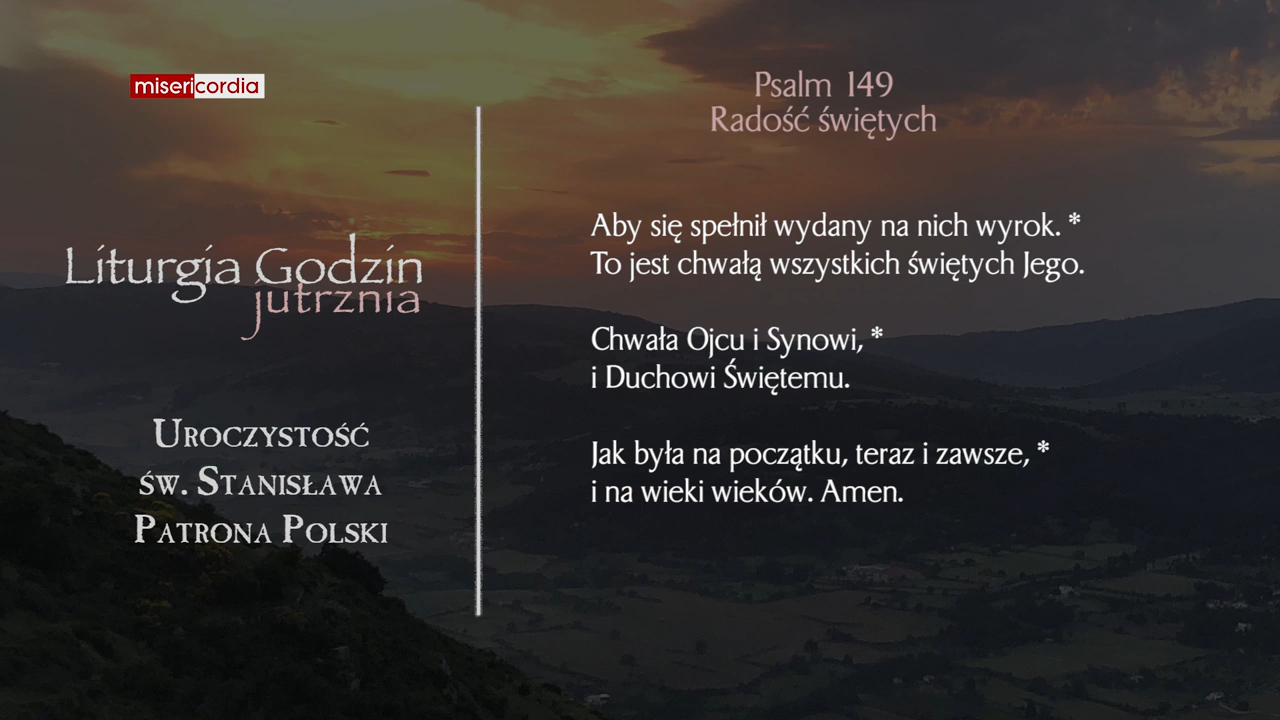 misericordia
Liturgia Godzin
jutrznia
Uroczystość
św. Stanisława
Patrona Polski
Psalm 149
Radość świętych
Aby się spełnił wydany na nich wyrok. *
To jest chwałą wszystkich świętych Jego.
Chwała Ojcu i Synowi, *
i Duchowi Świętemu.
Jak była na początku, teraz i zawsze, *
i na wieki wieków. Amen.